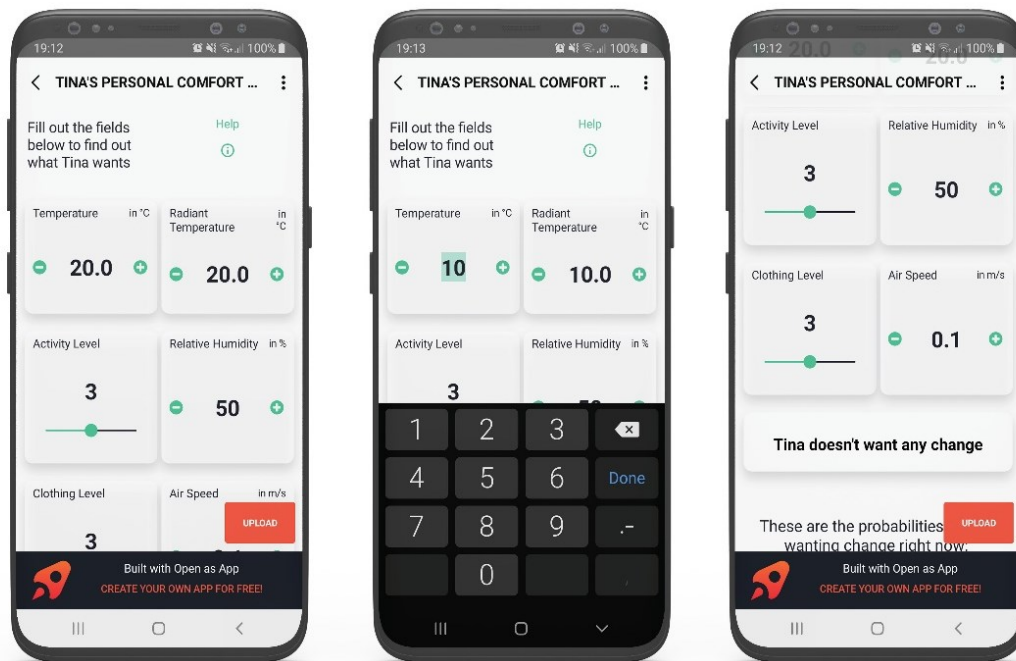 19:12
100%
TINA'S PERSONAL COMFORT ...
Fill out the fields
below to find out
what Tina wants
Help
Temperature in °C
20.0
Radiant in
Temperature °C
20.0
Activity Level
3
Relative Humidity in %
50
Clothing Level
3
Air Speed in m/s
UPLOAD
Built with Open as App
CREATE YOUR OWN APP FOR FREE!
19:13
100%
TINA'S PERSONAL COMFORT ...
Fill out the fields
below to find out
what Tina wants
Help
Temperature in °C
10
Radiant in
Temperature °C
10.0
Activity Level
3
Relative Humidity in %
1 2 3
4 5 6 Done
7 8 9 .-
0 ,
19:12
100%
20.0
20.0
TINA'S PERSONAL COMFORT ...
Activity Level
3
Relative Humidity in %
50
Clothing Level
3
Air Speed in m/s
0.1
Tina doesn't want any change
These are the probabilities
UPLOAD
wanting change right now.
Built with Open as App
CREATE YOUR OWN APP FOR FREE!